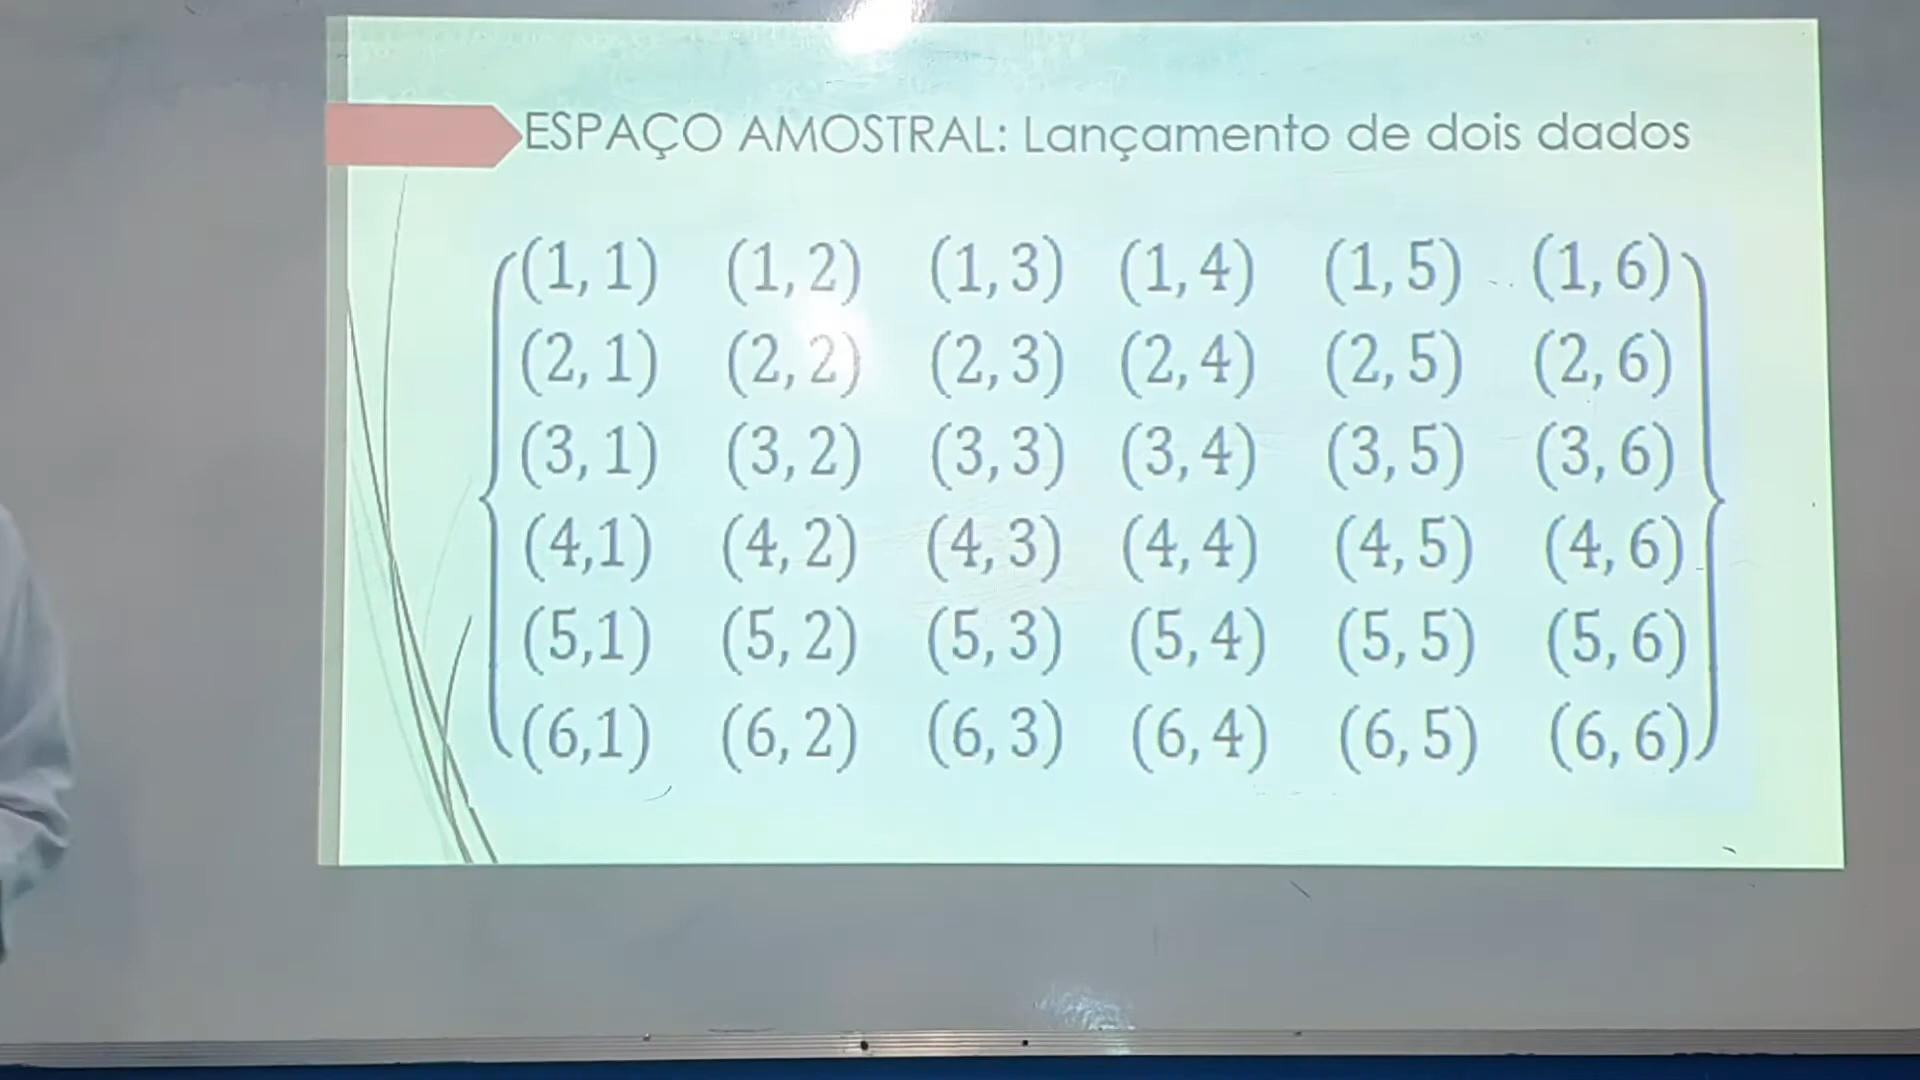 ESPAÇO AMOSTRAL: Lançamento de dois dados
(1, 1) (1, 2) (1, 3) (1, 4) (1, 5) (1, 6)
(2, 1) (2, 2) (2, 3) (2, 4) (2, 5) (2, 6)
(3, 1) (3, 2) (3, 3) (3, 4) (3, 5) (3, 6)
(4,1) (4, 2) (4, 3) (4, 4) (4, 5) (4, 6)
(5,1) (5, 2) (5, 3) (5, 4) (5, 5) (5, 6)
(6,1) (6, 2) (6, 3) (6, 4) (6, 5) (6, 6)